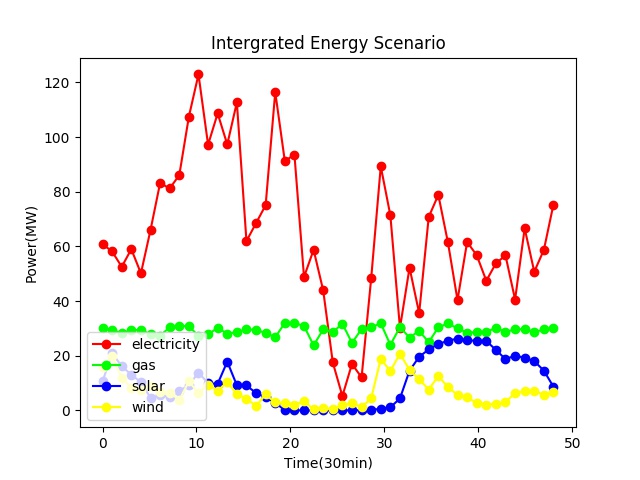 Intergrated Energy Scenario
Power(MW)
120
100
80
60
40
20
0
electricity
gas
solar
wind
0 10 20 30 40 50
Time(30min)